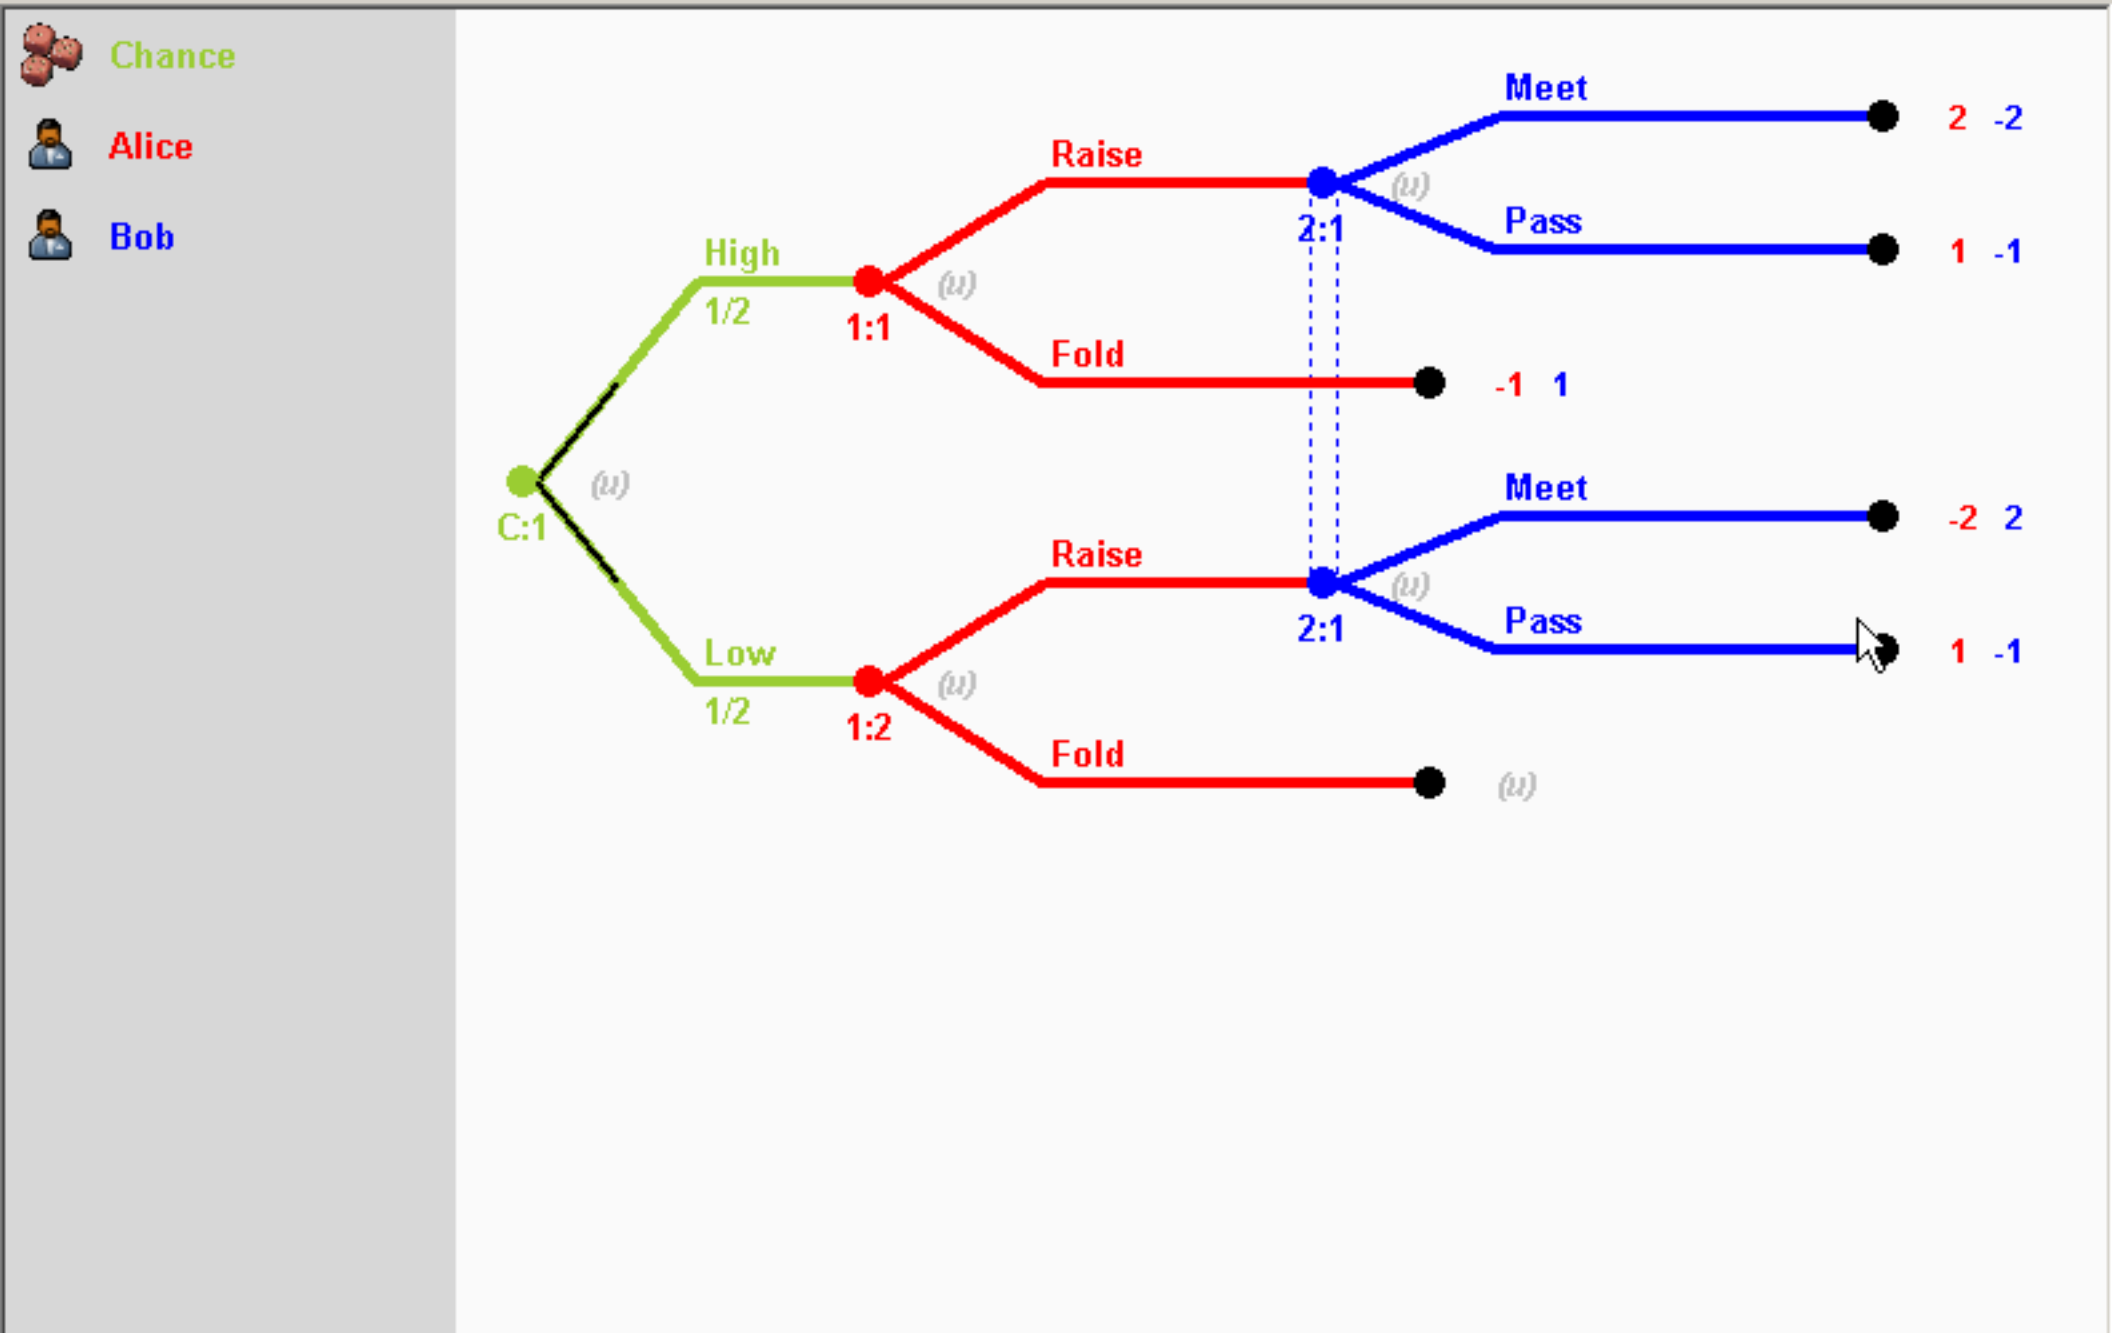 Chance
Alice
Bob
Meet
2 -2
Raise
(u)
2:1
Pass
1 -1
High
1/2
(u)
1:1
Fold
-1 1
(u)
C:1
Meet
-2 2
Raise
(u)
2:1
Pass
1 -1
Low
1/2
(u)
1:2
Fold
(u)